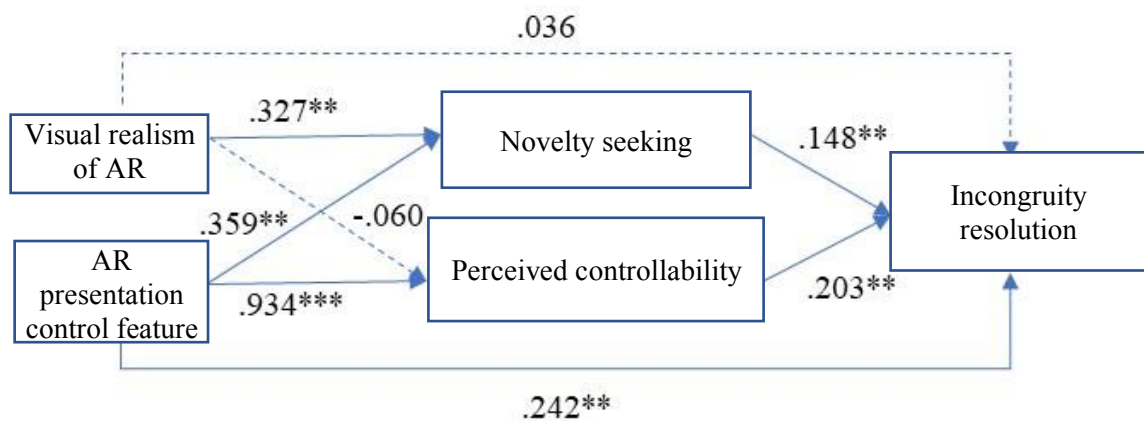 .036
Visual realism
of AR
.327**
Novelty seeking
.148**
Incongruity
resolution
.359**
-.060
AR
presentation
control feature
.934***
Perceived controllability
.203**
.242**